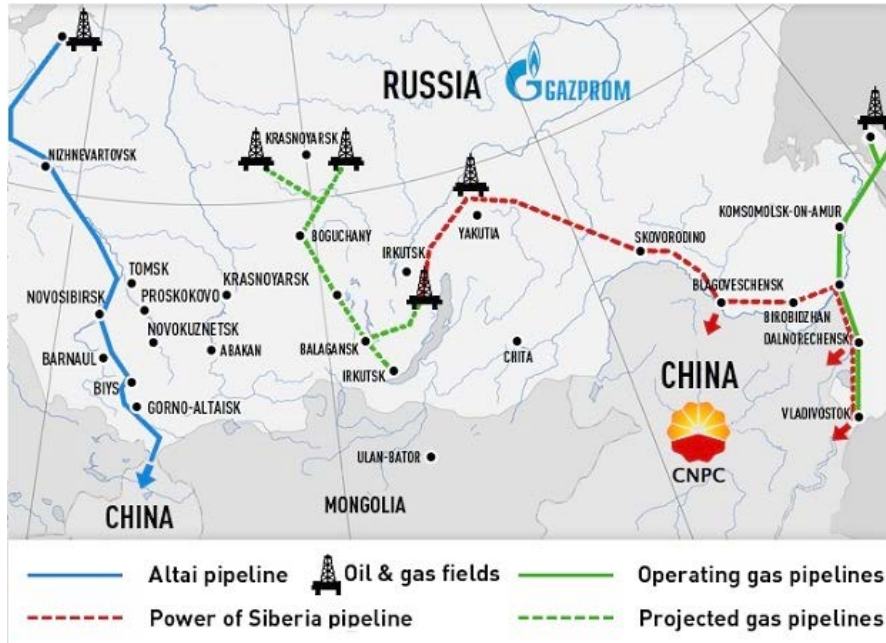 RUSSIA
GAZPROM
KRASNOYARSK
NIZHNEVARTOVSK
KOMSOMOLSK-ON-AMUR
YAKUTIA
BOGUCHANY
SKOVORODINO
IRKUTSK
TOMSK
KRASNOYARSK
BLAGOVESCHENSK
NOVOSIBIRSK
PROSKOKOVO
BIROBIDZHAN
NOVOKUZNETSK
DALNORECHENSK
BARNAUL
ABAKAN
BALAGANSK
CHITA
IRKUTSK
CHINA
BIYS
GORNO-ALTAISK
VLADIVOSTOK
ULAN-BATOR
CNPC
MONGOLIA
CHINA
Altai pipeline
Oil & gas fields
Operating gas pipelines
Power of Siberia pipeline
Projected gas pipelines